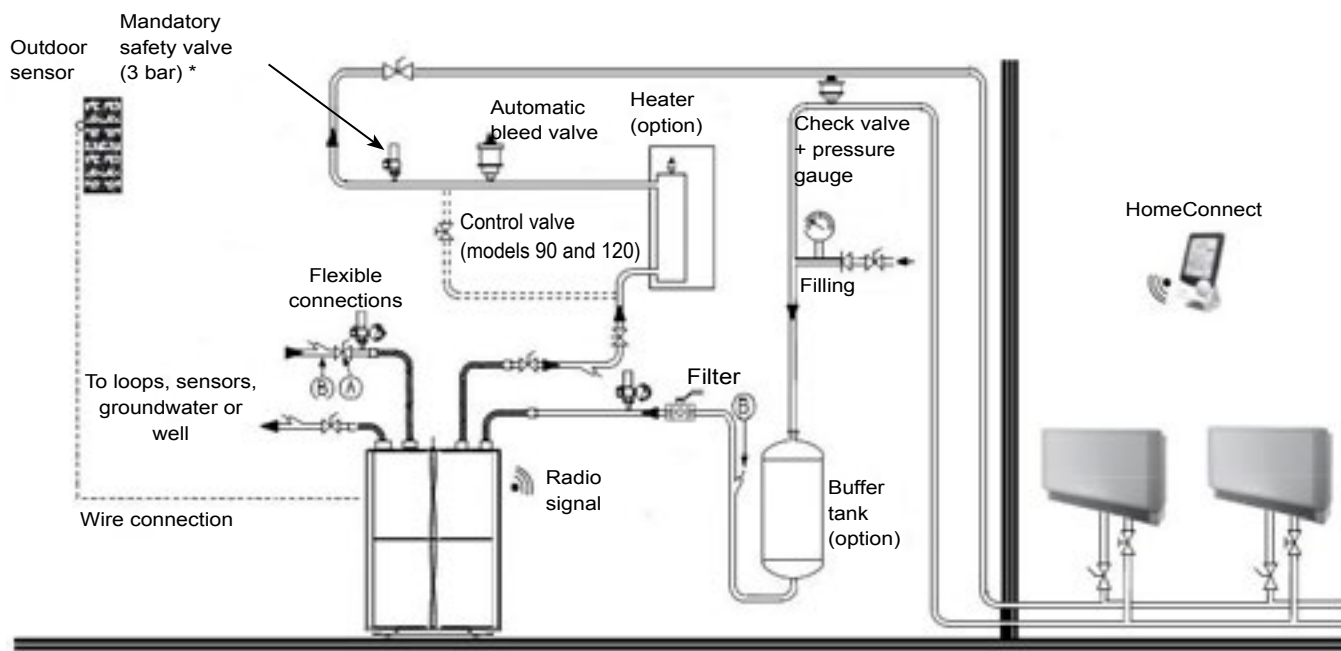 Outdoor
sensor
Mandatory
safety valve
(3 bar) *
Automatic
bleed valve
Heater
(option)
Check valve
+ pressure
gauge
HomeConnect
Control valve
(models 90 and 120)
Flexible
connections
Filling
B
A
To loops, sensors,
groundwater or
well
Filter
B
Radio
signal
Buffer
tank
(option)
Wire connection